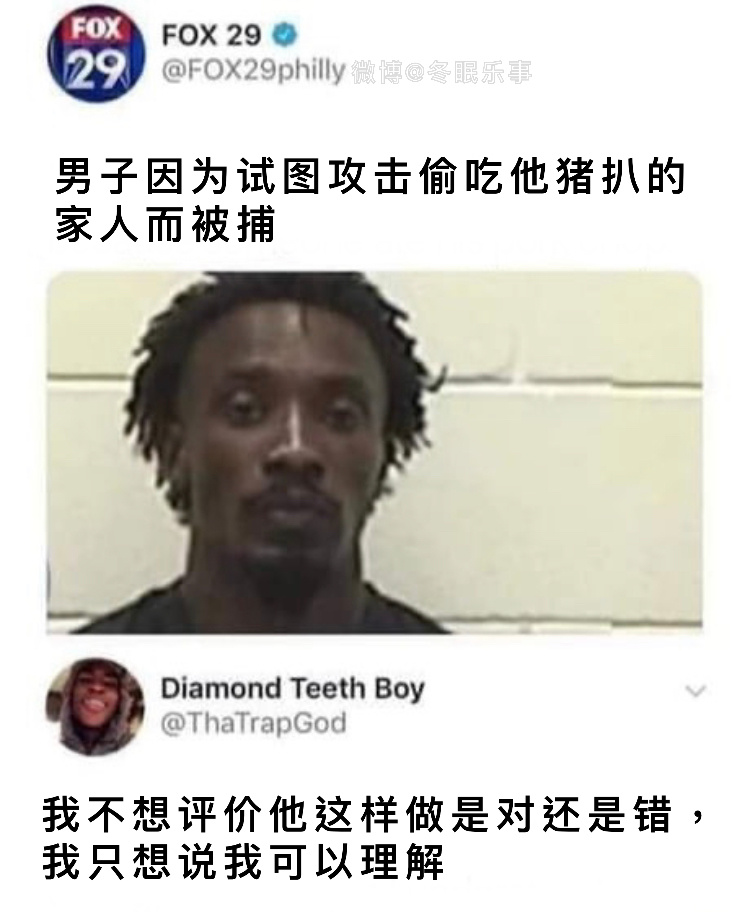 FOX
29
FOX 29
@FOX29philly 微博@冬眠乐事
男子因为试图攻击偷吃他猪扒的
家人而被捕
Diamond Teeth Boy
@ThaTrapGod
我不想评价他这样做是对还是错，
我只想说我可以理解